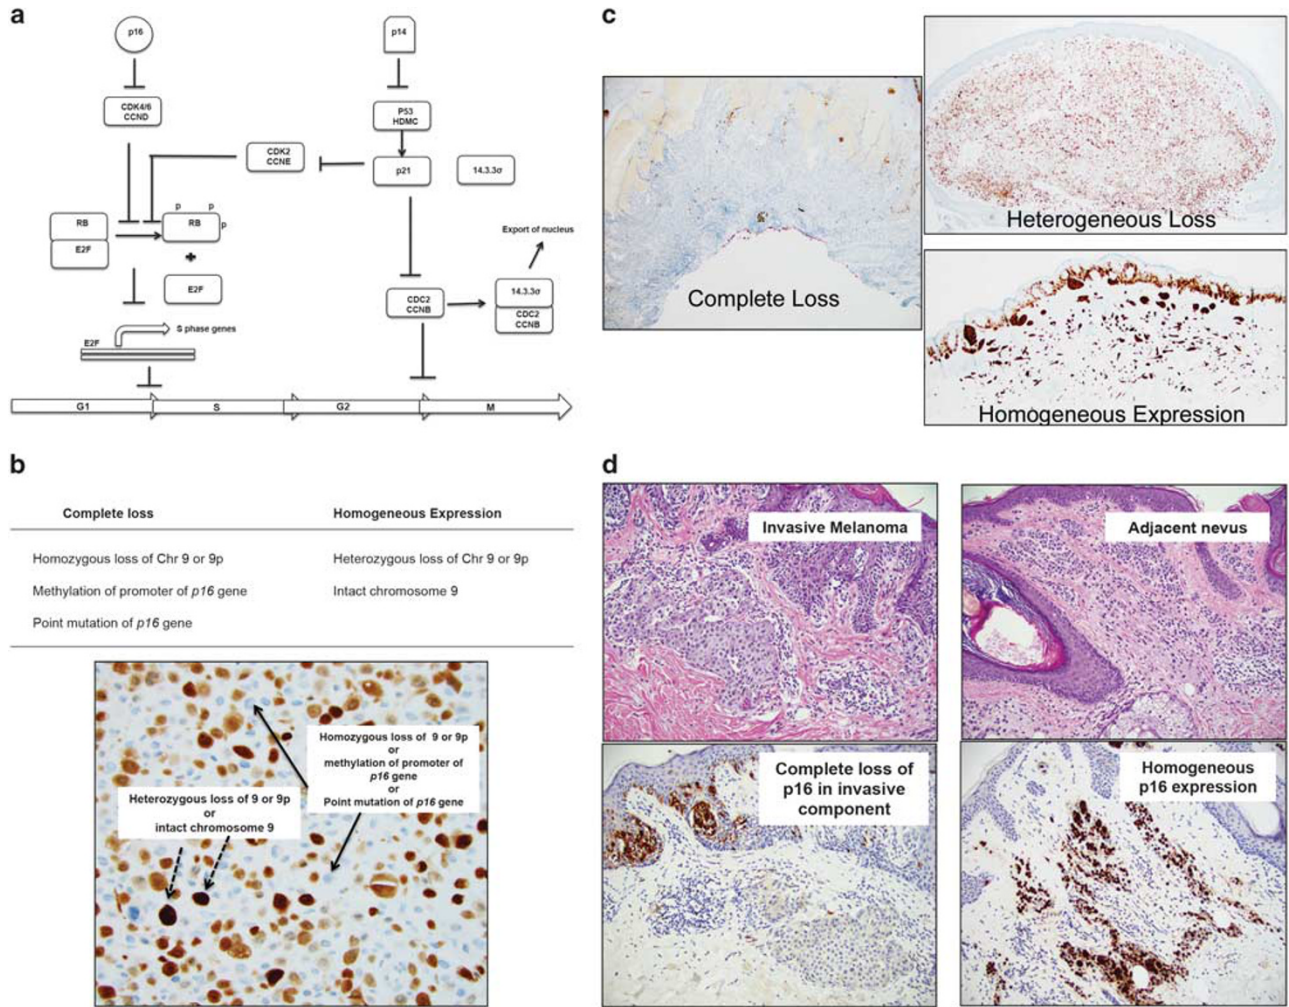 a
p16
p14
CDK4/6
CCND
P53
HDMC
CDK2
CCNE
p21
14.3.3σ
p
p
RB
RB
p
E2F
Export of nucleus
E2F
14.3.3σ
CDC2
CCNB
CDC2
CCNB
S phase genes
E2F
G1
S
G2
M
b
Complete loss
Homogeneous Expression
Homozygous loss of Chr 9 or 9p
Heterozygous loss of Chr 9 or 9p
Methylation of promoter of p16 gene
Intact chromosome 9
Point mutation of p16 gene
Homozygous loss of 9 or 9p
or
methylation of promoter of
p16 gene
or
Point mutation of p16 gene
Heterozygous loss of 9 or 9p
or
intact chromosome 9
c
Complete Loss
Heterogeneous Loss
Homogeneous Expression
d
Invasive Melanoma
Adjacent nevus
Complete loss of
p16 in invasive
component
Homogeneous
p16 expression